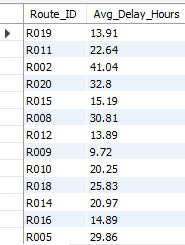 Route_ID Avg_Delay_Hours
R019 13.91
R011 22.64
R002 41.04
R020 32.8
R015 15.19
R008 30.81
R012 13.89
R009 9.72
R010 20.25
R018 25.83
R014 20.97
R016 14.89
R005 29.86